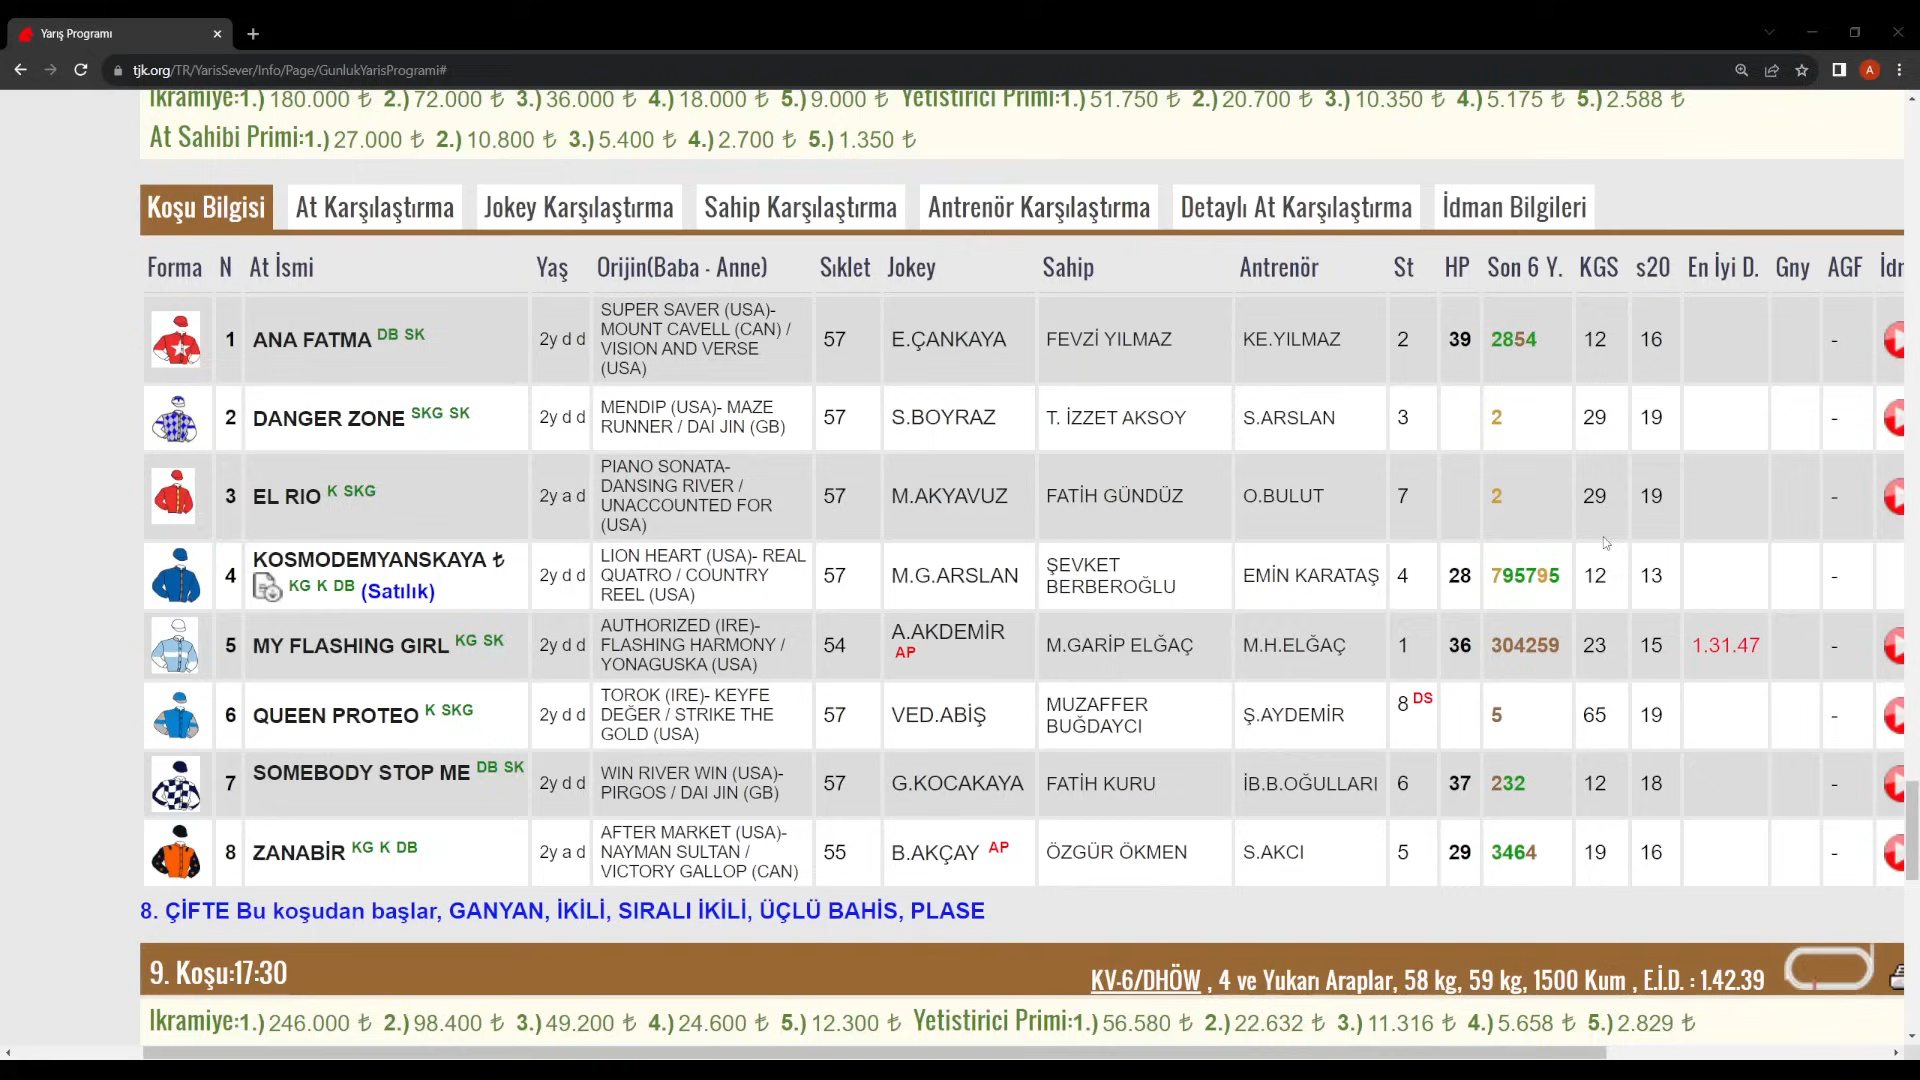 Yarış Programı
tjk.org/TR/YarisSever/Info/Page/GunlukYarisProgrami#
A
İkramiye:1.) 180.000 ₺ 2.) 72.000 ₺ 3.) 36.000 ₺ 4.) 18.000 ₺ 5.) 9.000 ₺ Yetistirici Primi:1.) 51.750 ₺ 2.) 20.700 ₺ 3.) 10.350 ₺ 4.) 5.175 ₺ 5.) 2.588 ₺
At Sahibi Primi:1.) 27.000 ₺ 2.) 10.800 ₺ 3.) 5.400 ₺ 4.) 2.700 ₺ 5.) 1.350 ₺
Koşu Bilgisi At Karşılaştırma Jokey Karşılaştırma Sahip Karşılaştırma Antrenör Karşılaştırma Detaylı At Karşılaştırma İdman Bilgileri
Forma N At İsmi Yaş Orijin(Baba - Anne) Sıklet Jokey Sahip Antrenör St HP Son 6 Y. KGS s20 En İyi D. Gny AGF İdr
1 ANA FATMA DB SK 2y d d SUPER SAVER (USA)- MOUNT CAVELL (CAN) / VISION AND VERSE (USA) 57 E.ÇANKAYA FEVZİ YILMAZ KE.YILMAZ 2 39 2854 12 16 -
2 DANGER ZONE SKG SK 2y d d MENDIP (USA)- MAZE RUNNER / DAI JIN (GB) 57 S.BOYRAZ T. İZZET AKSOY S.ARSLAN 3 2 29 19 -
3 EL RIO K SKG 2y a d PIANO SONATA- DANSING RIVER / UNACCOUNTED FOR (USA) 57 M.AKYAVUZ FATİH GÜNDÜZ O.BULUT 7 2 29 19 -
4 KOSMODEMYANSKAYA ₺ KG K DB (Satılık) 2y d d LION HEART (USA)- REAL QUATRO / COUNTRY REEL (USA) 57 M.G.ARSLAN ŞEVKET BERBEROĞLU EMİN KARATAŞ 4 28 795795 12 13 -
5 MY FLASHING GIRL KG SK 2y d d AUTHORIZED (IRE)- FLASHING HARMONY / YONAGUSKA (USA) 54 A.AKDEMİR AP M.GARİP ELĞAÇ M.H.ELĞAÇ 1 36 304259 23 15 1.31.47 -
6 QUEEN PROTEO K SKG 2y d d TOROK (IRE)- KEYFE DEĞER / STRIKE THE GOLD (USA) 57 VED.ABİŞ MUZAFFER BUĞDAYCI Ş.AYDEMİR 8 DS 5 65 19 -
7 SOMEBODY STOP ME DB SK 2y d d WIN RIVER WIN (USA)- PIRGOS / DAI JIN (GB) 57 G.KOCAKAYA FATİH KURU İB.B.OĞULLARI 6 37 232 12 18 -
8 ZANABİR KG K DB 2y a d AFTER MARKET (USA)- NAYMAN SULTAN / VICTORY GALLOP (CAN) 55 B.AKÇAY AP ÖZGÜR ÖKMEN S.AKCI 5 29 3464 19 16 -
8. ÇİFTE Bu koşudan başlar, GANYAN, İKİLİ, SIRALI İKİLİ, ÜÇLÜ BAHİS, PLASE
9. Koşu:17:30 KV-6/DHÖW , 4 ve Yukarı Araplar, 58 kg, 59 kg, 1500 Kum , E.İ.D. : 1.42.39
Ikramiye:1.) 246.000 ₺ 2.) 98.400 ₺ 3.) 49.200 ₺ 4.) 24.600 ₺ 5.) 12.300 ₺ Yetistirici Primi:1.) 56.580 ₺ 2.) 22.632 ₺ 3.) 11.316 ₺ 4.) 5.658 ₺ 5.) 2.829 ₺